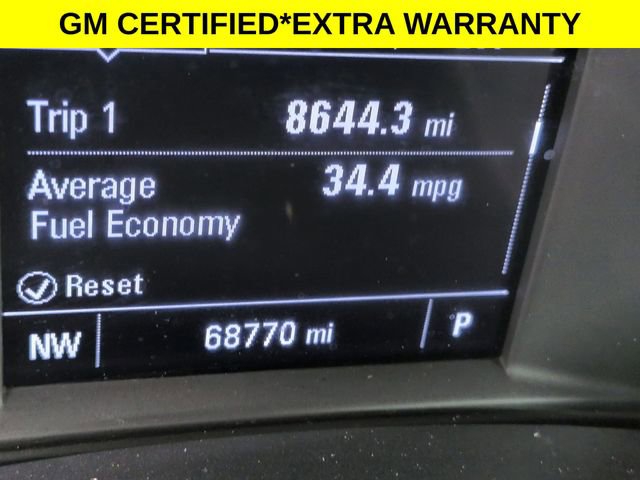 GM CERTIFIED*EXTRA WARRANTY
Trip 1 8644.3 mi
Average 34.4 mpg
Fuel Economy
Reset
NW 68770 mi P